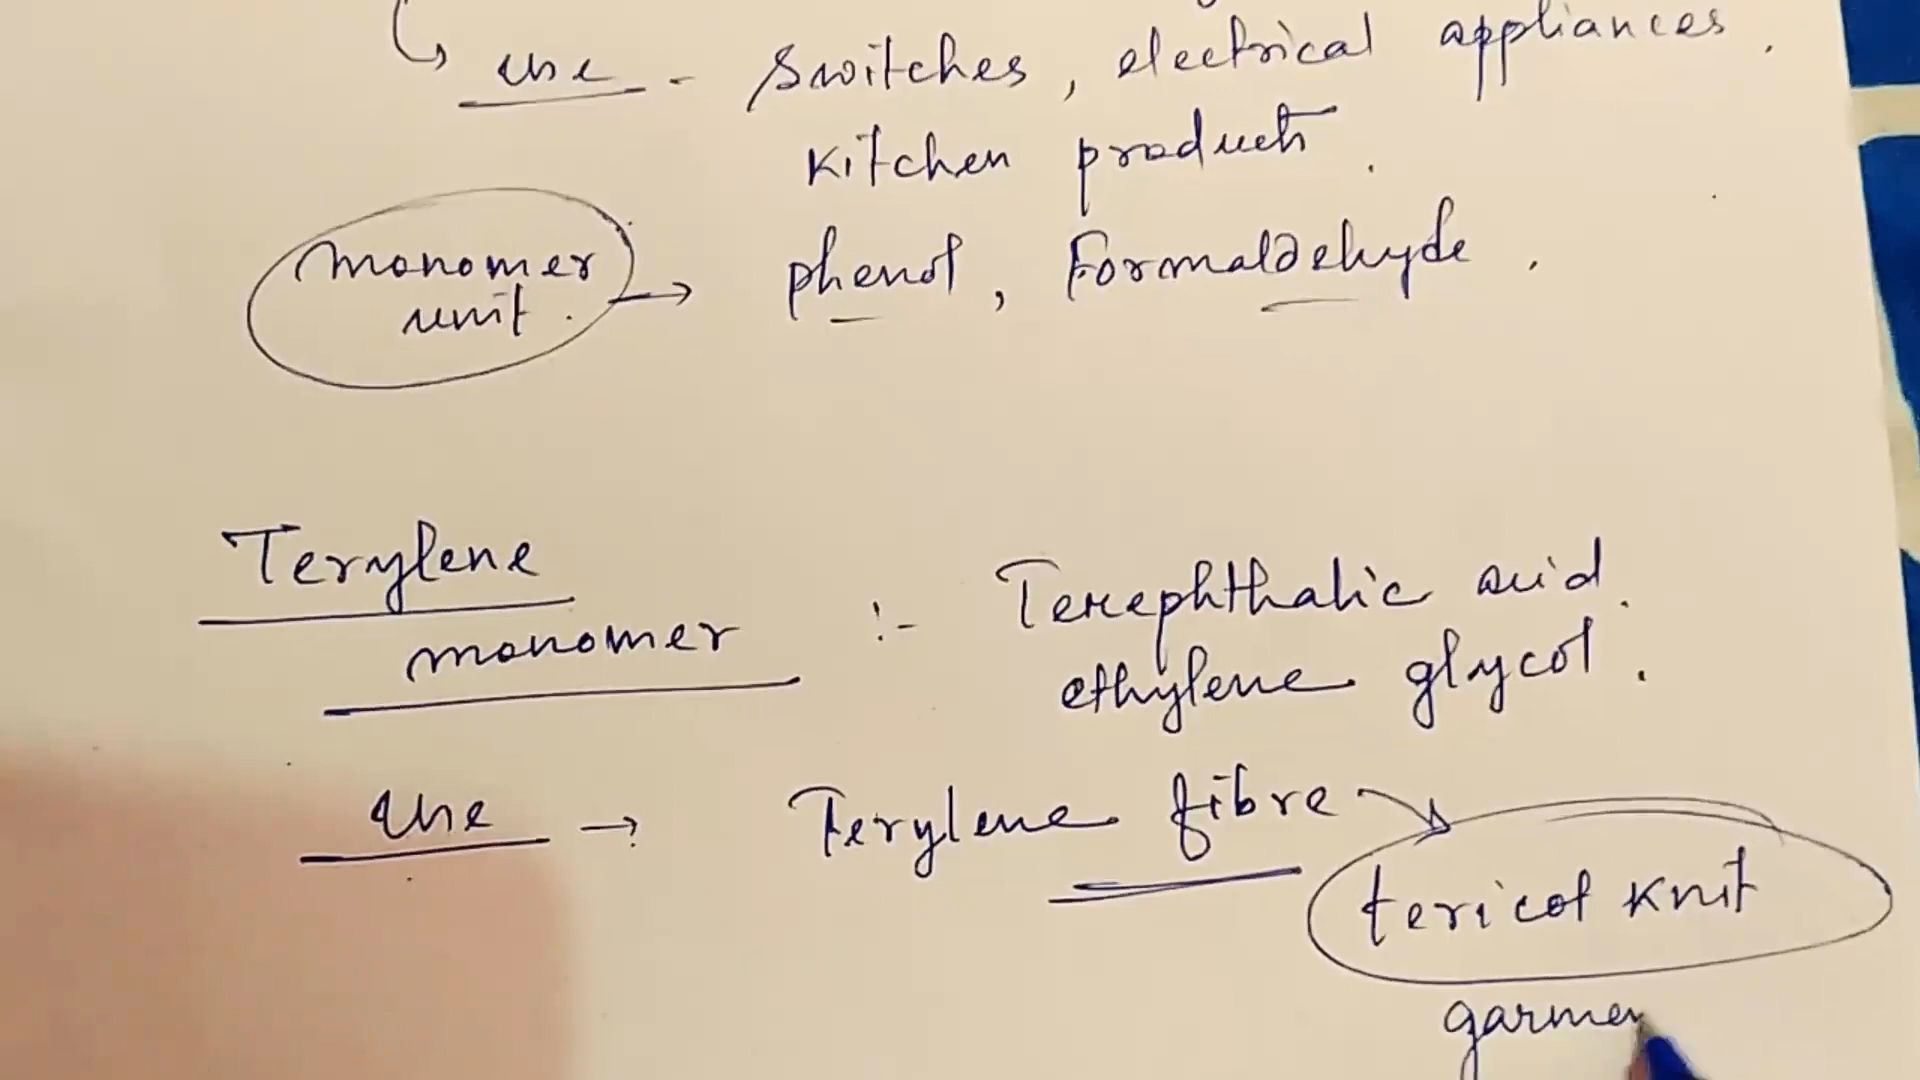 use - switches, electrical appliances.
kitchen products.
monomer
unit. → phenol, Formaldehyde.
Terylene
monomer :- Terephthalic acid.
ethylene glycol.
use → Terylene fibre
tericot knit
garmen